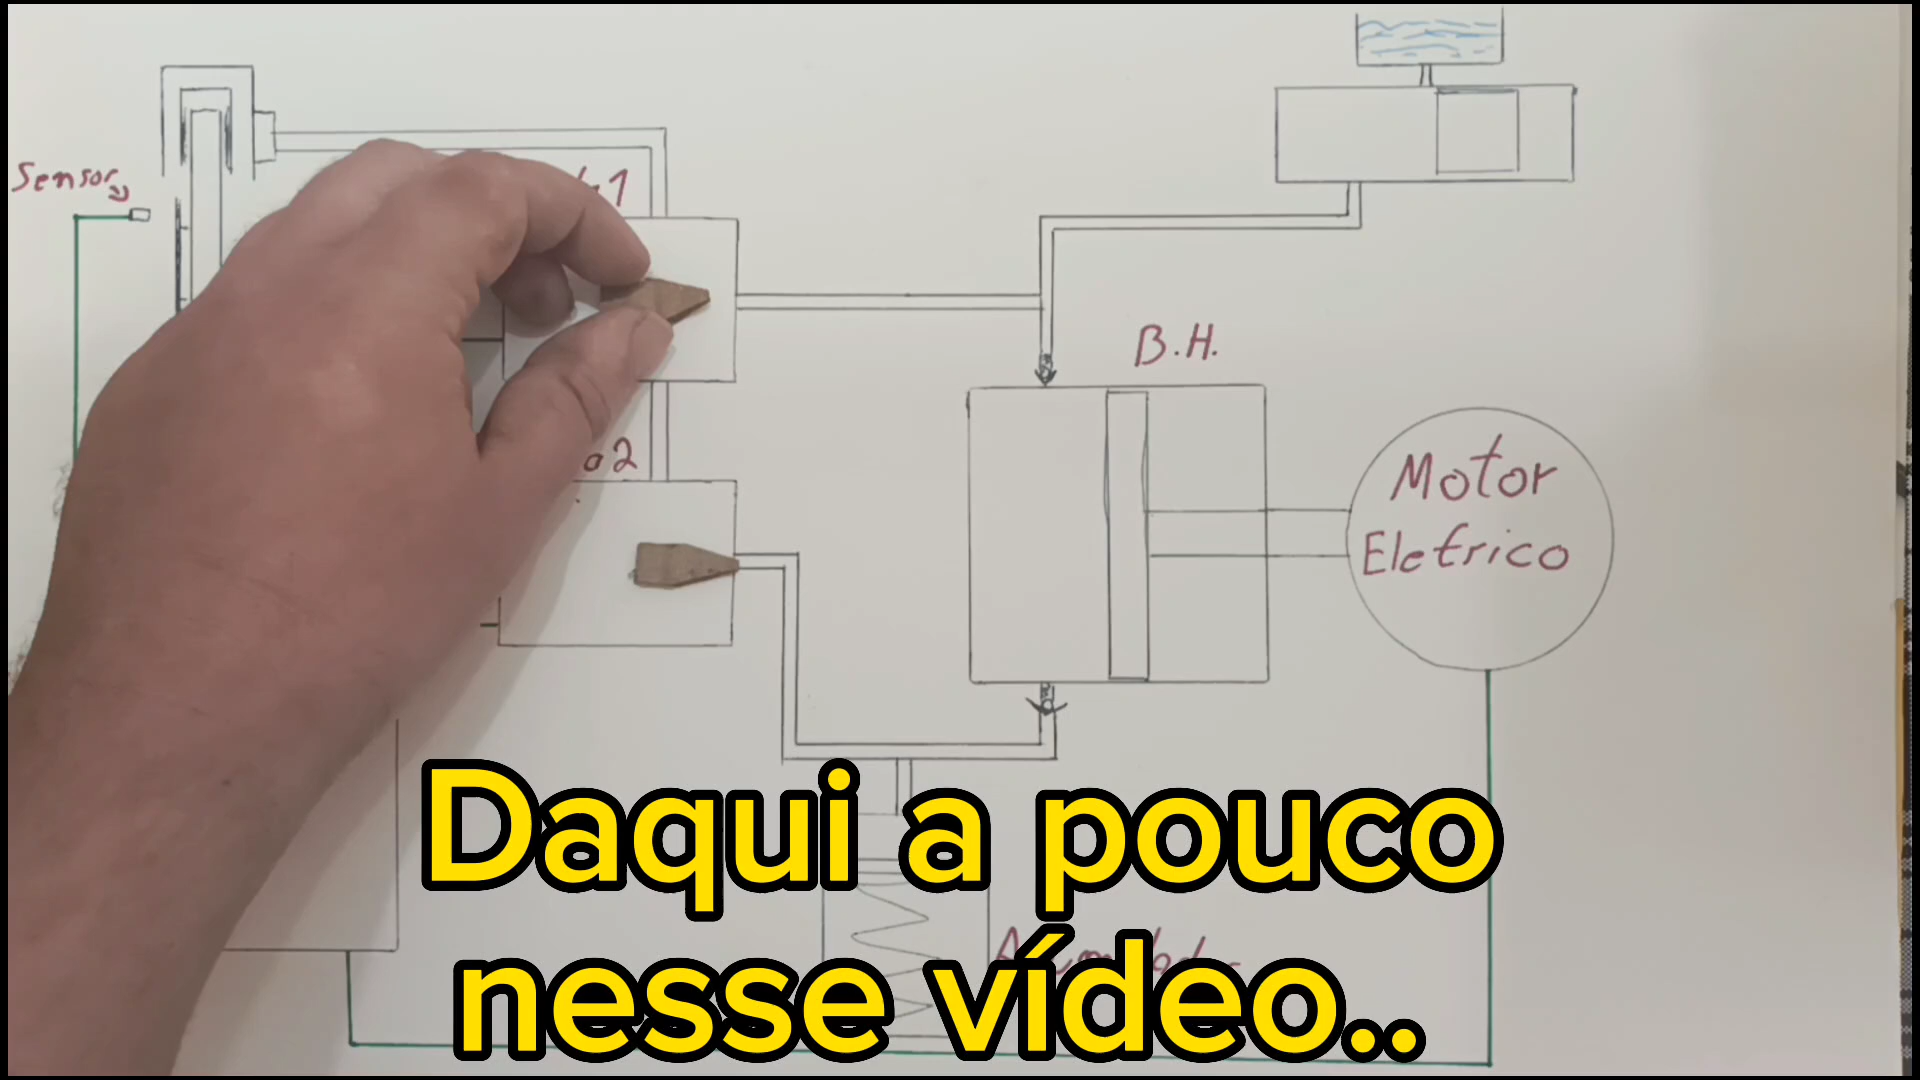 Sensor
B.H.
Motor
Eletrico
Daqui a pouco
nesse vídeo..